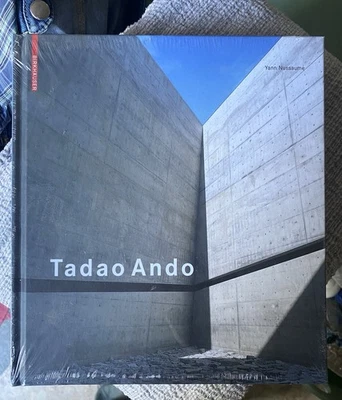 BIRKHÄUSER
Yann Nussaume
Tadao Ando